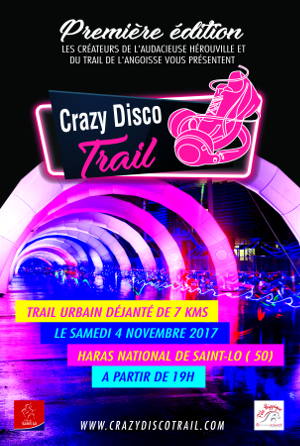 Première édition
LES CRÉATEURS DE L'AUDACIEUSE HÉROUVILLE ET
DU TRAIL DE L'ANGOISSE VOUS PRÉSENTENT
Crazy Disco
Trail
TRAIL URBAIN DÉJANTÉ DE 7 KMS
LE SAMEDI 4 NOVEMBRE 2017
HARAS NATIONAL DE SAINT-LO ( 50)
A PARTIR DE 19H
SAINT-LÔ
WWW.CRAZYDISCOTRAIL.COM